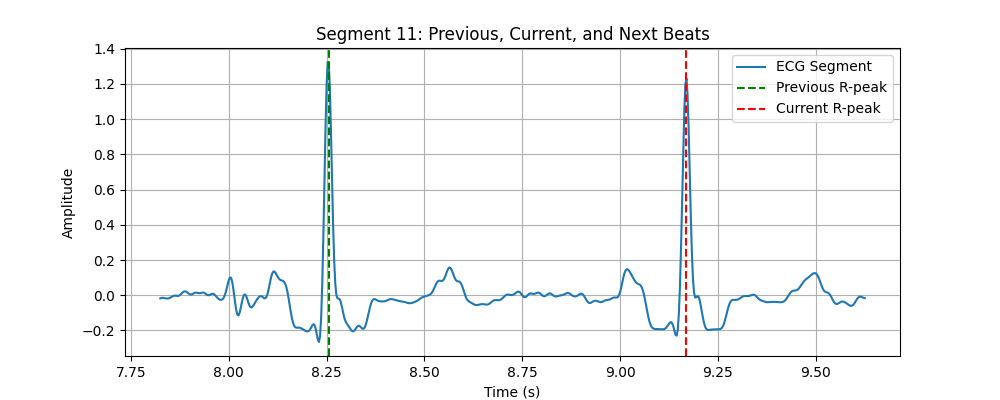 Segment 11: Previous, Current, and Next Beats
ECG Segment
Previous R-peak
Current R-peak
Amplitude
1.4
1.2
1.0
0.8
0.6
0.4
0.2
0.0
−0.2
7.75 8.00 8.25 8.50 8.75 9.00 9.25 9.50
Time (s)